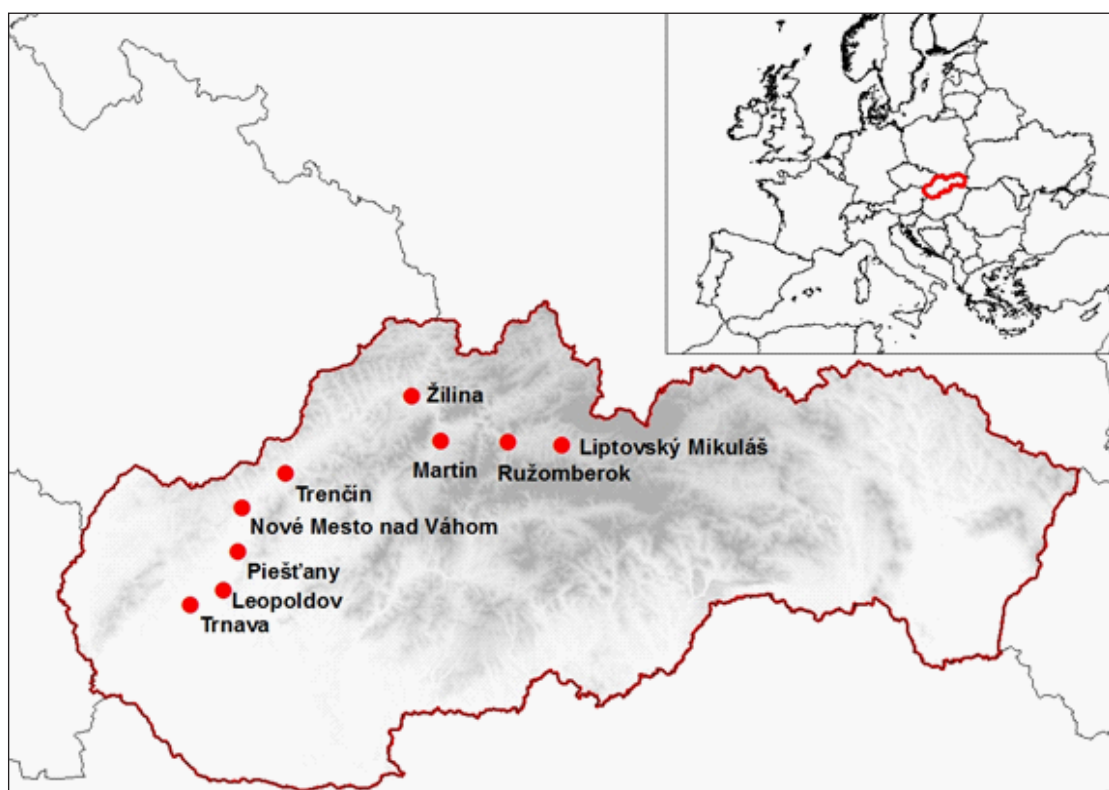 Žilina
Martin
Ružomberok
Liptovský Mikuláš
Trenčín
Nové Mesto nad Váhom
Piešťany
Leopoldov
Trnava